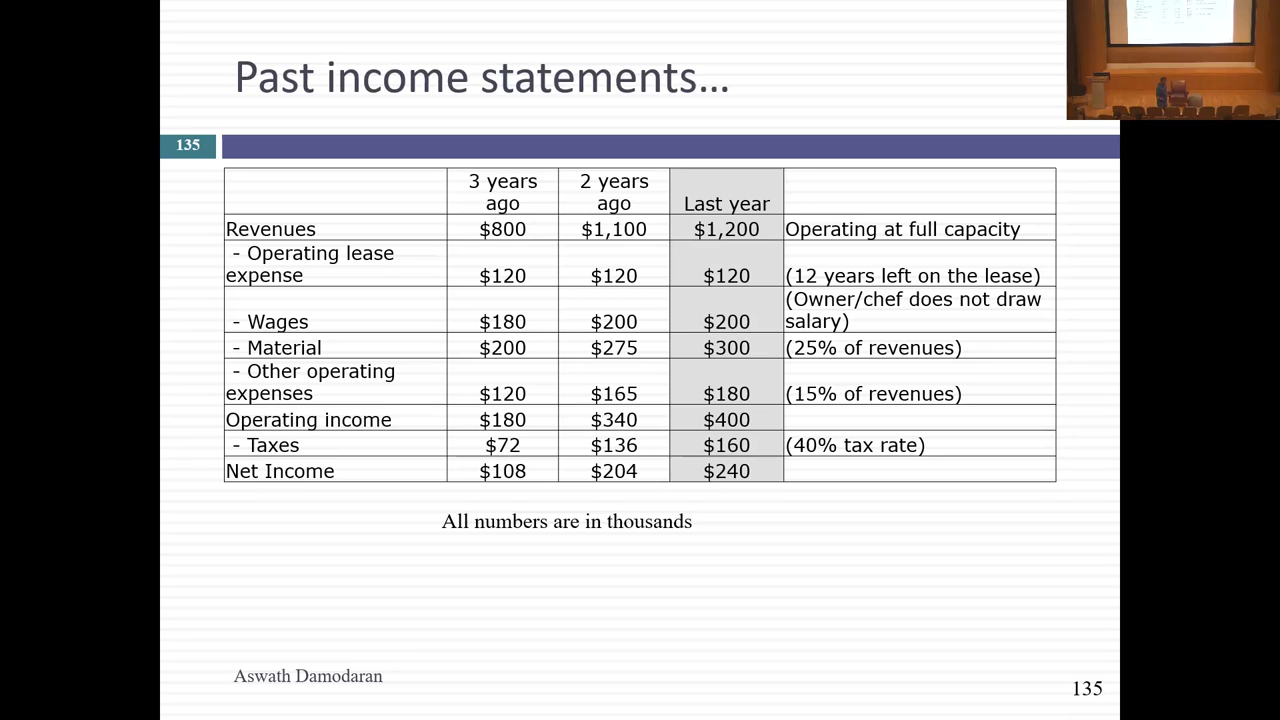 Past income statements...
135
3 years ago 2 years ago Last year
Revenues $800 $1,100 $1,200 Operating at full capacity
- Operating lease expense $120 $120 $120 (12 years left on the lease)
- Wages $180 $200 $200 (Owner/chef does not draw salary)
- Material $200 $275 $300 (25% of revenues)
- Other operating expenses $120 $165 $180 (15% of revenues)
Operating income $180 $340 $400
- Taxes $72 $136 $160 (40% tax rate)
Net Income $108 $204 $240
All numbers are in thousands
Aswath Damodaran
135